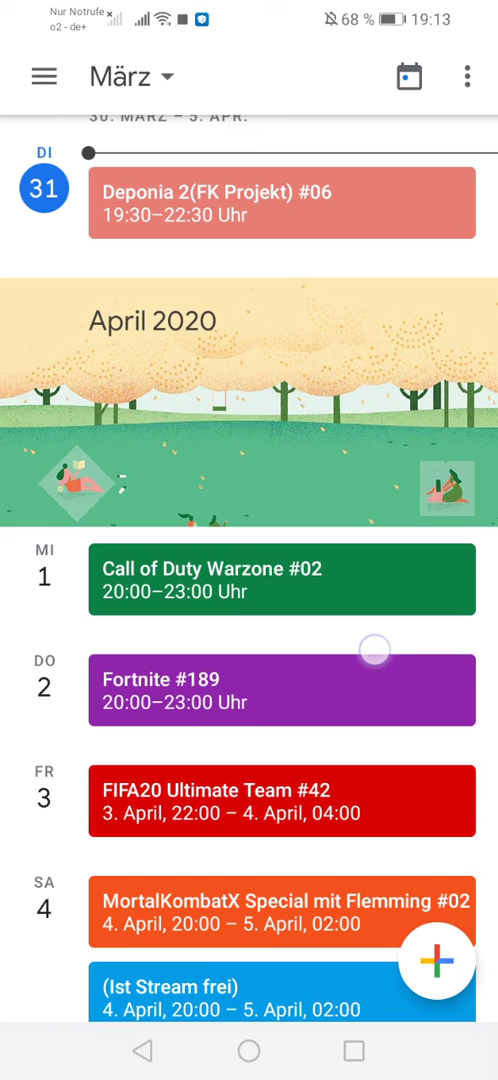 Nur Notrufe
o2 - de+
68 %
19:13
März
30. MÄRZ – 5. APR.
DI
31
Deponia 2(FK Projekt) #06
19:30–22:30 Uhr
April 2020
MI
1
Call of Duty Warzone #02
20:00–23:00 Uhr
DO
2
Fortnite #189
20:00–23:00 Uhr
FR
3
FIFA20 Ultimate Team #42
3. April, 22:00 – 4. April, 04:00
SA
4
MortalKombatX Special mit Flemming #02
4. April, 20:00 – 5. April, 02:00
(Ist Stream frei)
4. April, 20:00 – 5. April, 02:00